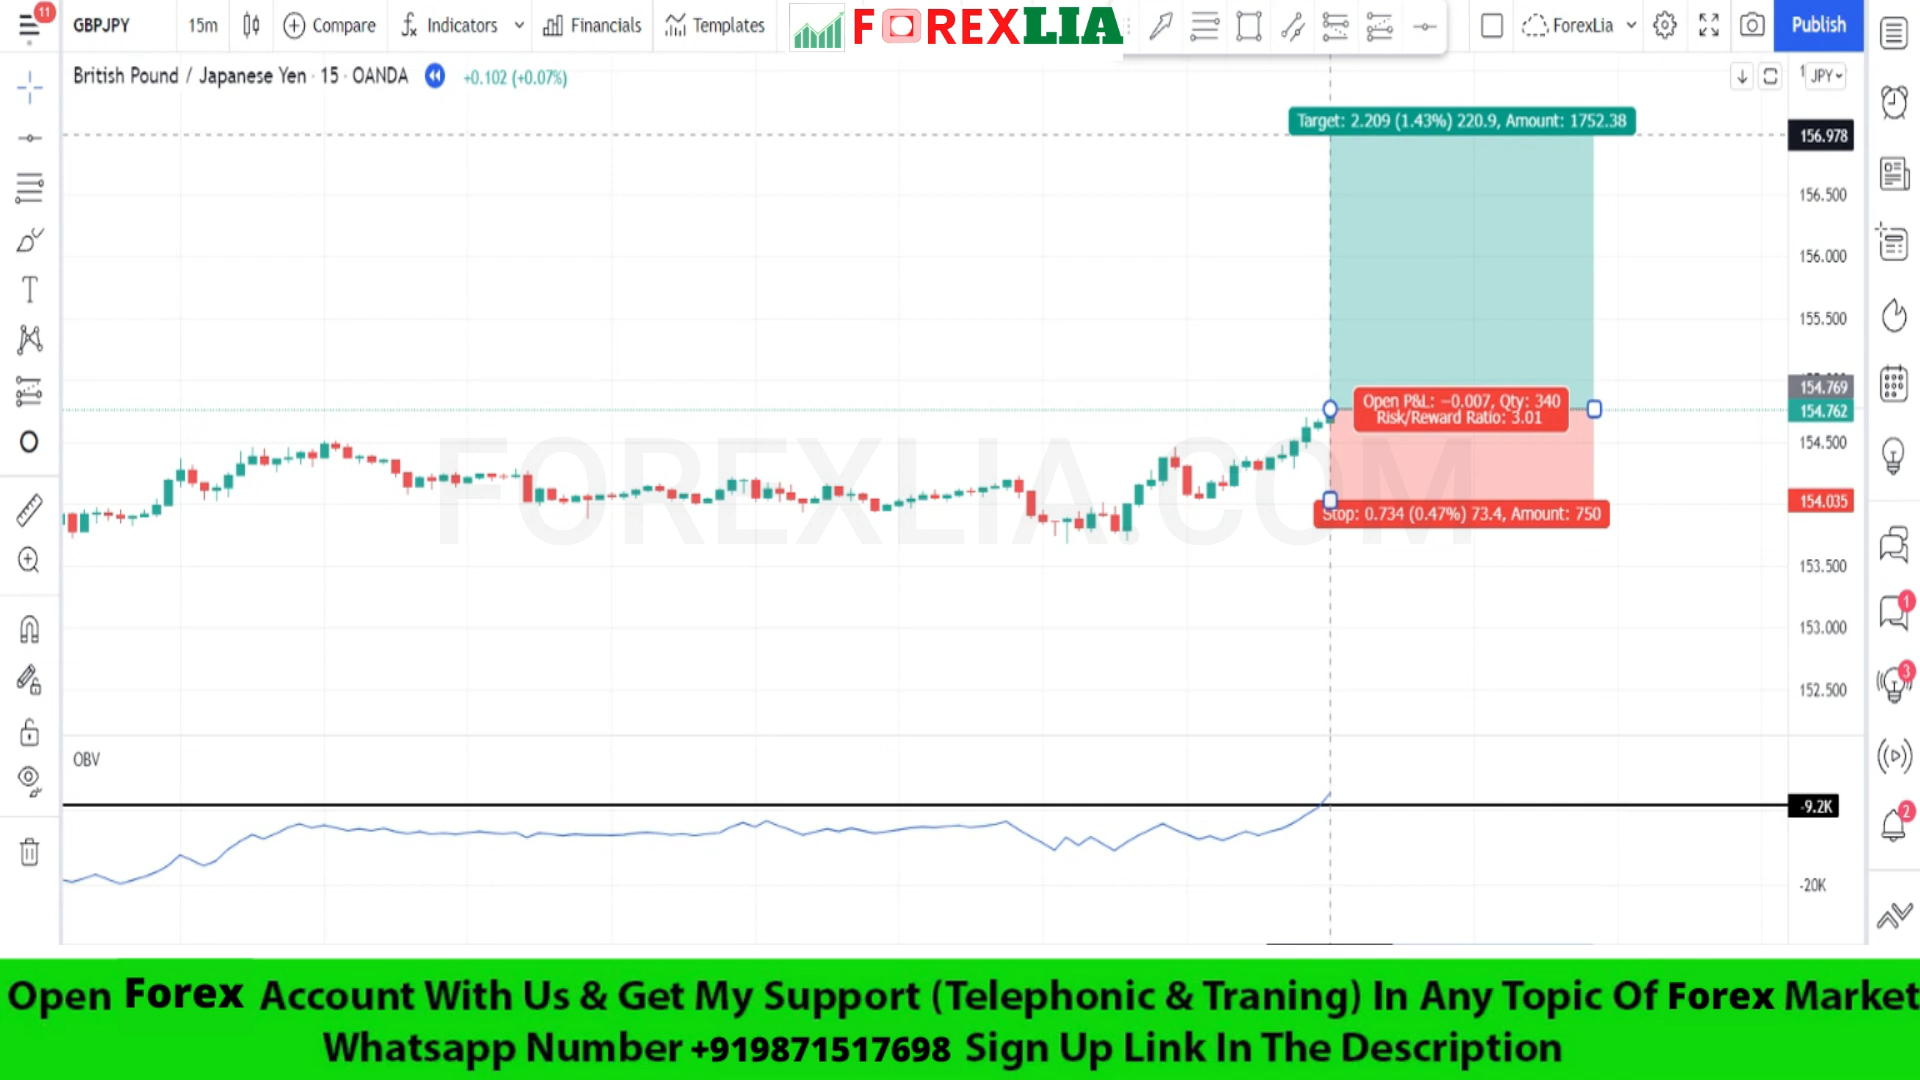 11
GBPJPY 15m Compare Indicators Financials Templates FOREXLIA ForexLia Publish
British Pound / Japanese Yen · 15 · OANDA +0.102 (+0.07%)
JPY
Target: 2.209 (1.43%) 220.9, Amount: 1752.38
156.978
156.500
156.000
155.500
154.769
Open P&L: −0.007, Qty: 340
Risk/Reward Ratio: 3.01
154.762
154.500
FOREXLIA.COM
154.035
Stop: 0.734 (0.47%) 73.4, Amount: 750
153.500
153.000
152.500
1
3
2
OBV
-9.2K
-20K
Open Forex Account With Us & Get My Support (Telephonic & Traning) In Any Topic Of Forex Market
Whatsapp Number +919871517698 Sign Up Link In The Description